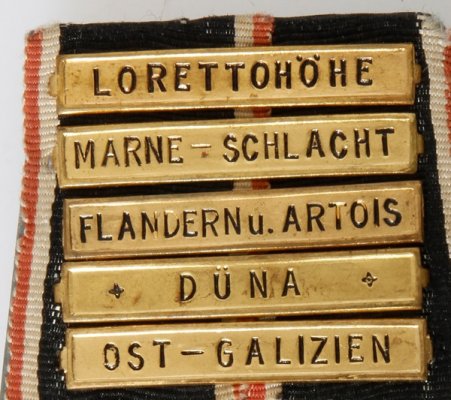 LORETTOHÖHE
MARNE-SCHLACHT
FLANDERN u. ARTOIS
DÜNA
OST-GALIZIEN